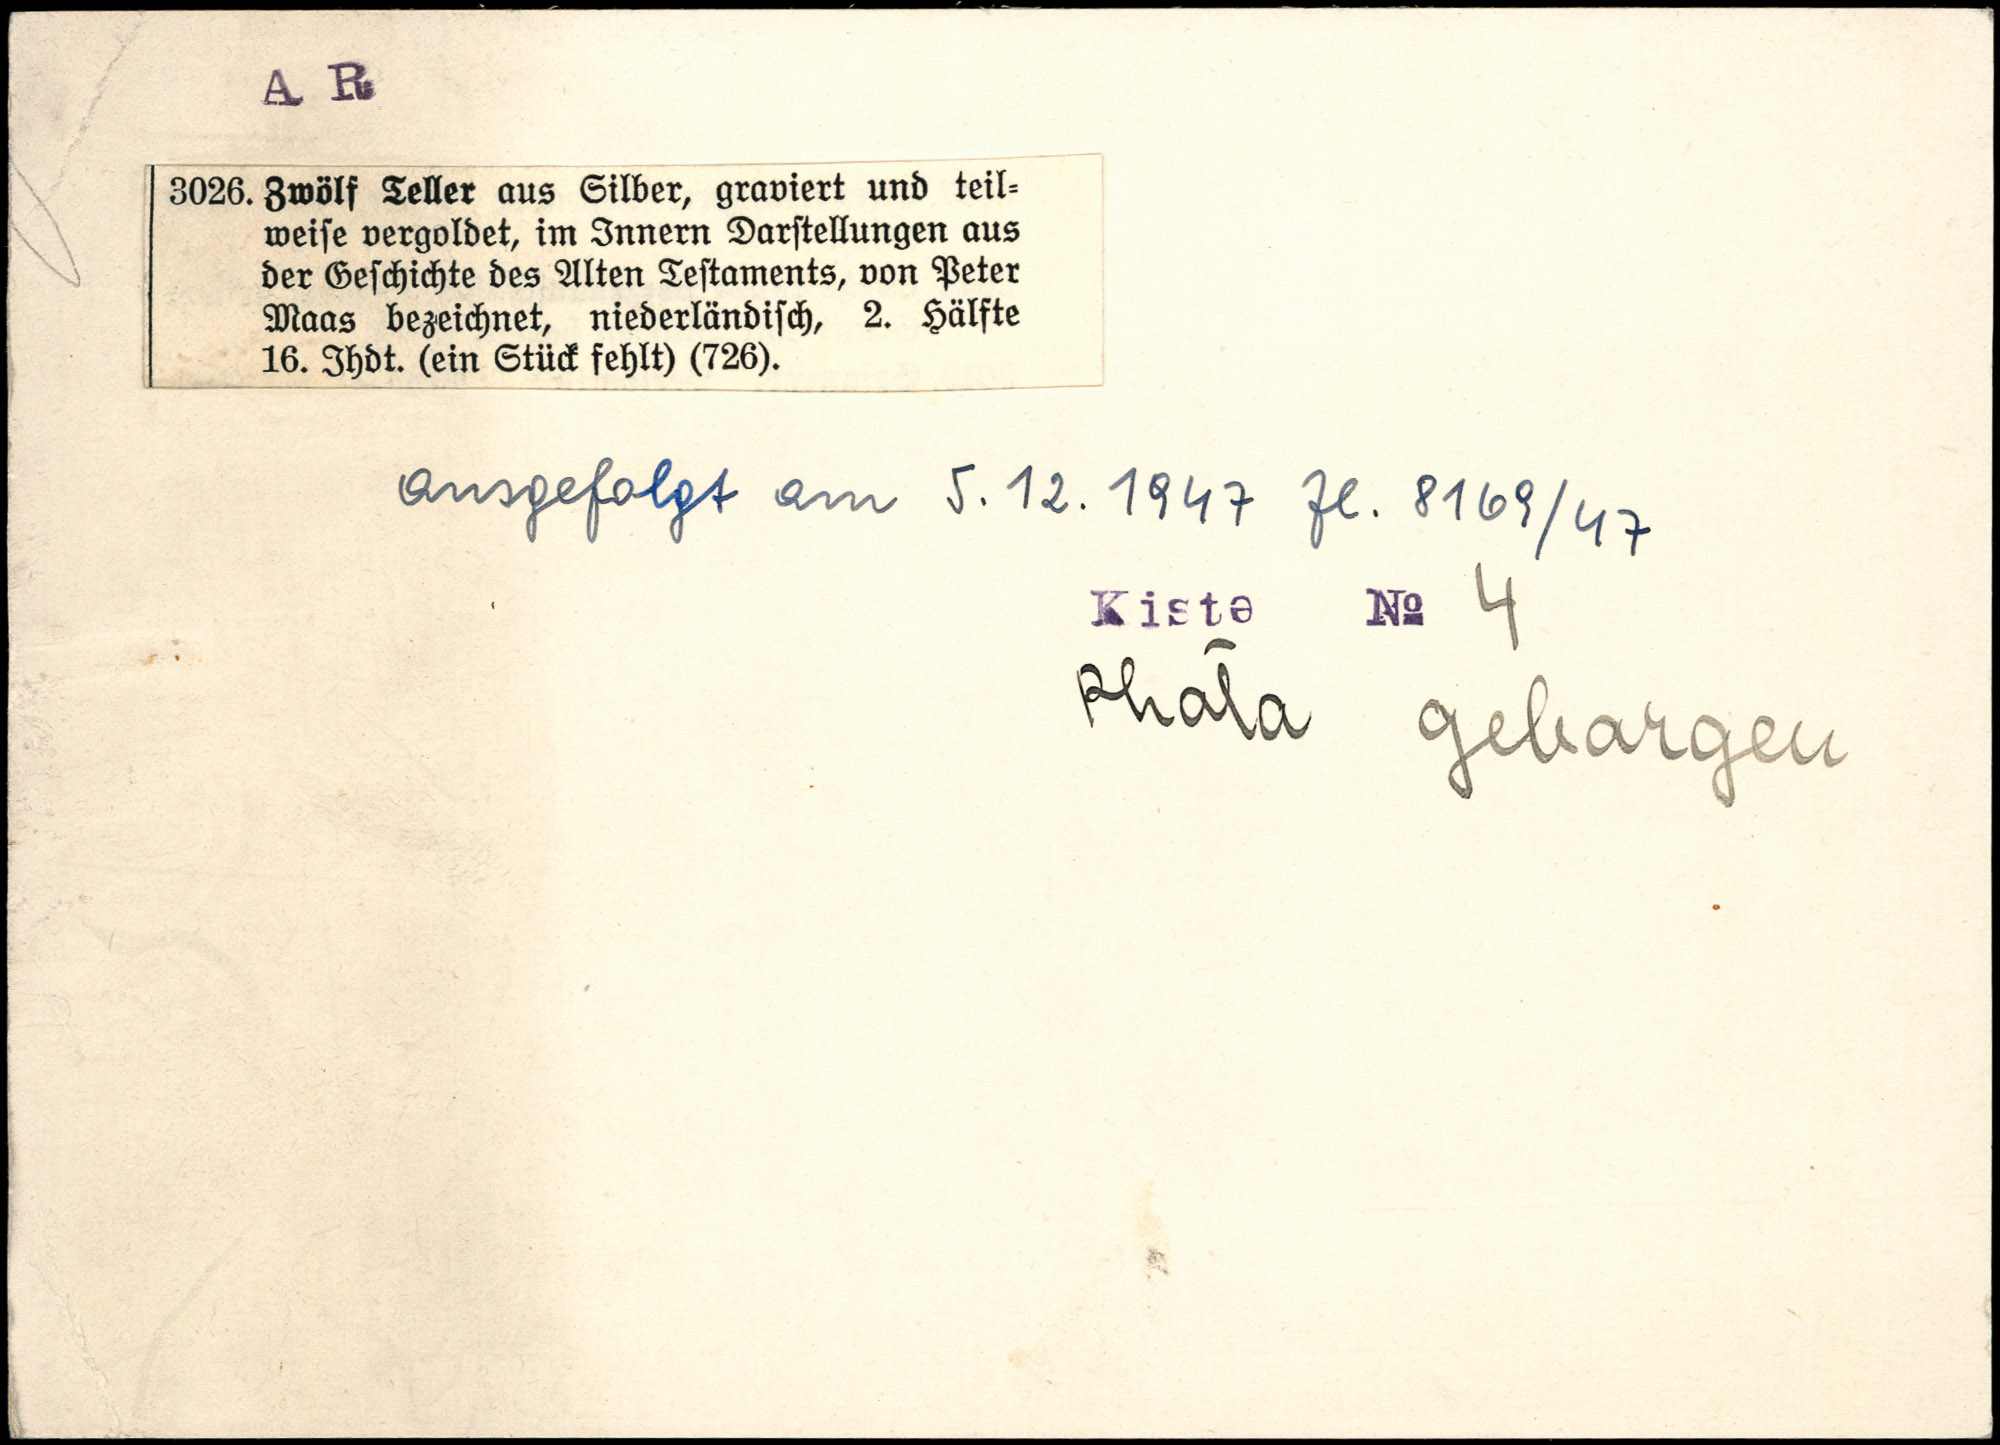 A R
3026. Zwölf Teller aus Silber, graviert und teil-
weise vergoldet, im Innern Darstellungen aus
der Geschichte des Alten Testaments, von Peter
Maas bezeichnet, niederländisch, 2. Hälfte
16. Jhdt. (ein Stück fehlt) (726).
ausgefolgt am 5. 12. 1947 Zl. 8169/47
Kiste № 4
geborgen